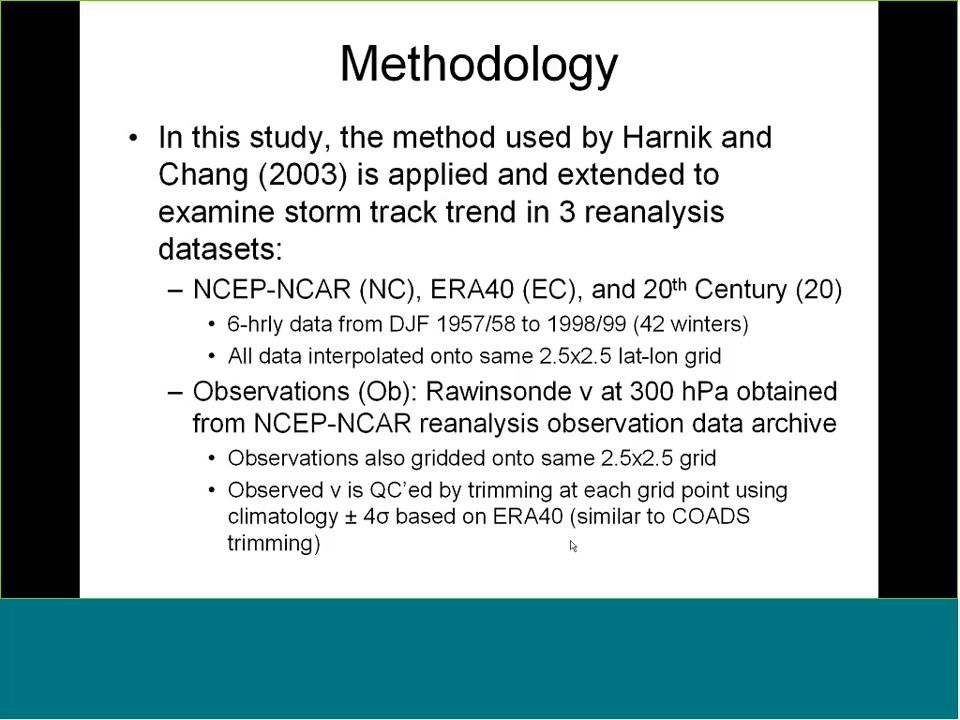 Methodology
• In this study, the method used by Harnik and
Chang (2003) is applied and extended to
examine storm track trend in 3 reanalysis
datasets:
– NCEP-NCAR (NC), ERA40 (EC), and 20th Century (20)
• 6-hrly data from DJF 1957/58 to 1998/99 (42 winters)
• All data interpolated onto same 2.5x2.5 lat-lon grid
– Observations (Ob): Rawinsonde v at 300 hPa obtained
from NCEP-NCAR reanalysis observation data archive
• Observations also gridded onto same 2.5x2.5 grid
• Observed v is QC’ed by trimming at each grid point using
climatology ± 4σ based on ERA40 (similar to COADS
trimming)